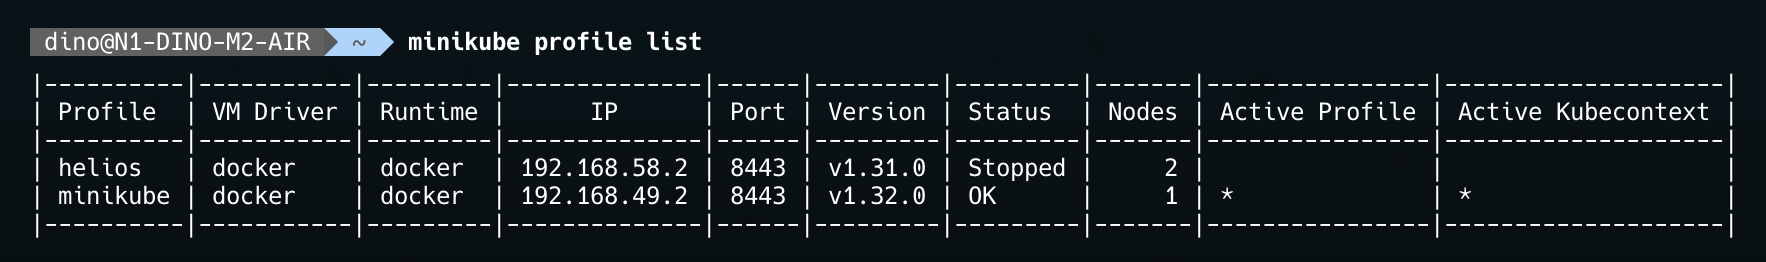 dino@N1-DINO-M2-AIR ~ minikube profile list
|----------|-----------|---------|--------------|------|---------|---------|-------|----------------|--------------------|
| Profile  | VM Driver | Runtime |      IP      | Port | Version | Status  | Nodes | Active Profile | Active Kubecontext |
|----------|-----------|---------|--------------|------|---------|---------|-------|----------------|--------------------|
| helios   | docker    | docker  | 192.168.58.2 | 8443 | v1.31.0 | Stopped |     2 |                |                    |
| minikube | docker    | docker  | 192.168.49.2 | 8443 | v1.32.0 | OK      |     1 | *              | *                  |
|----------|-----------|---------|--------------|------|---------|---------|-------|----------------|--------------------|